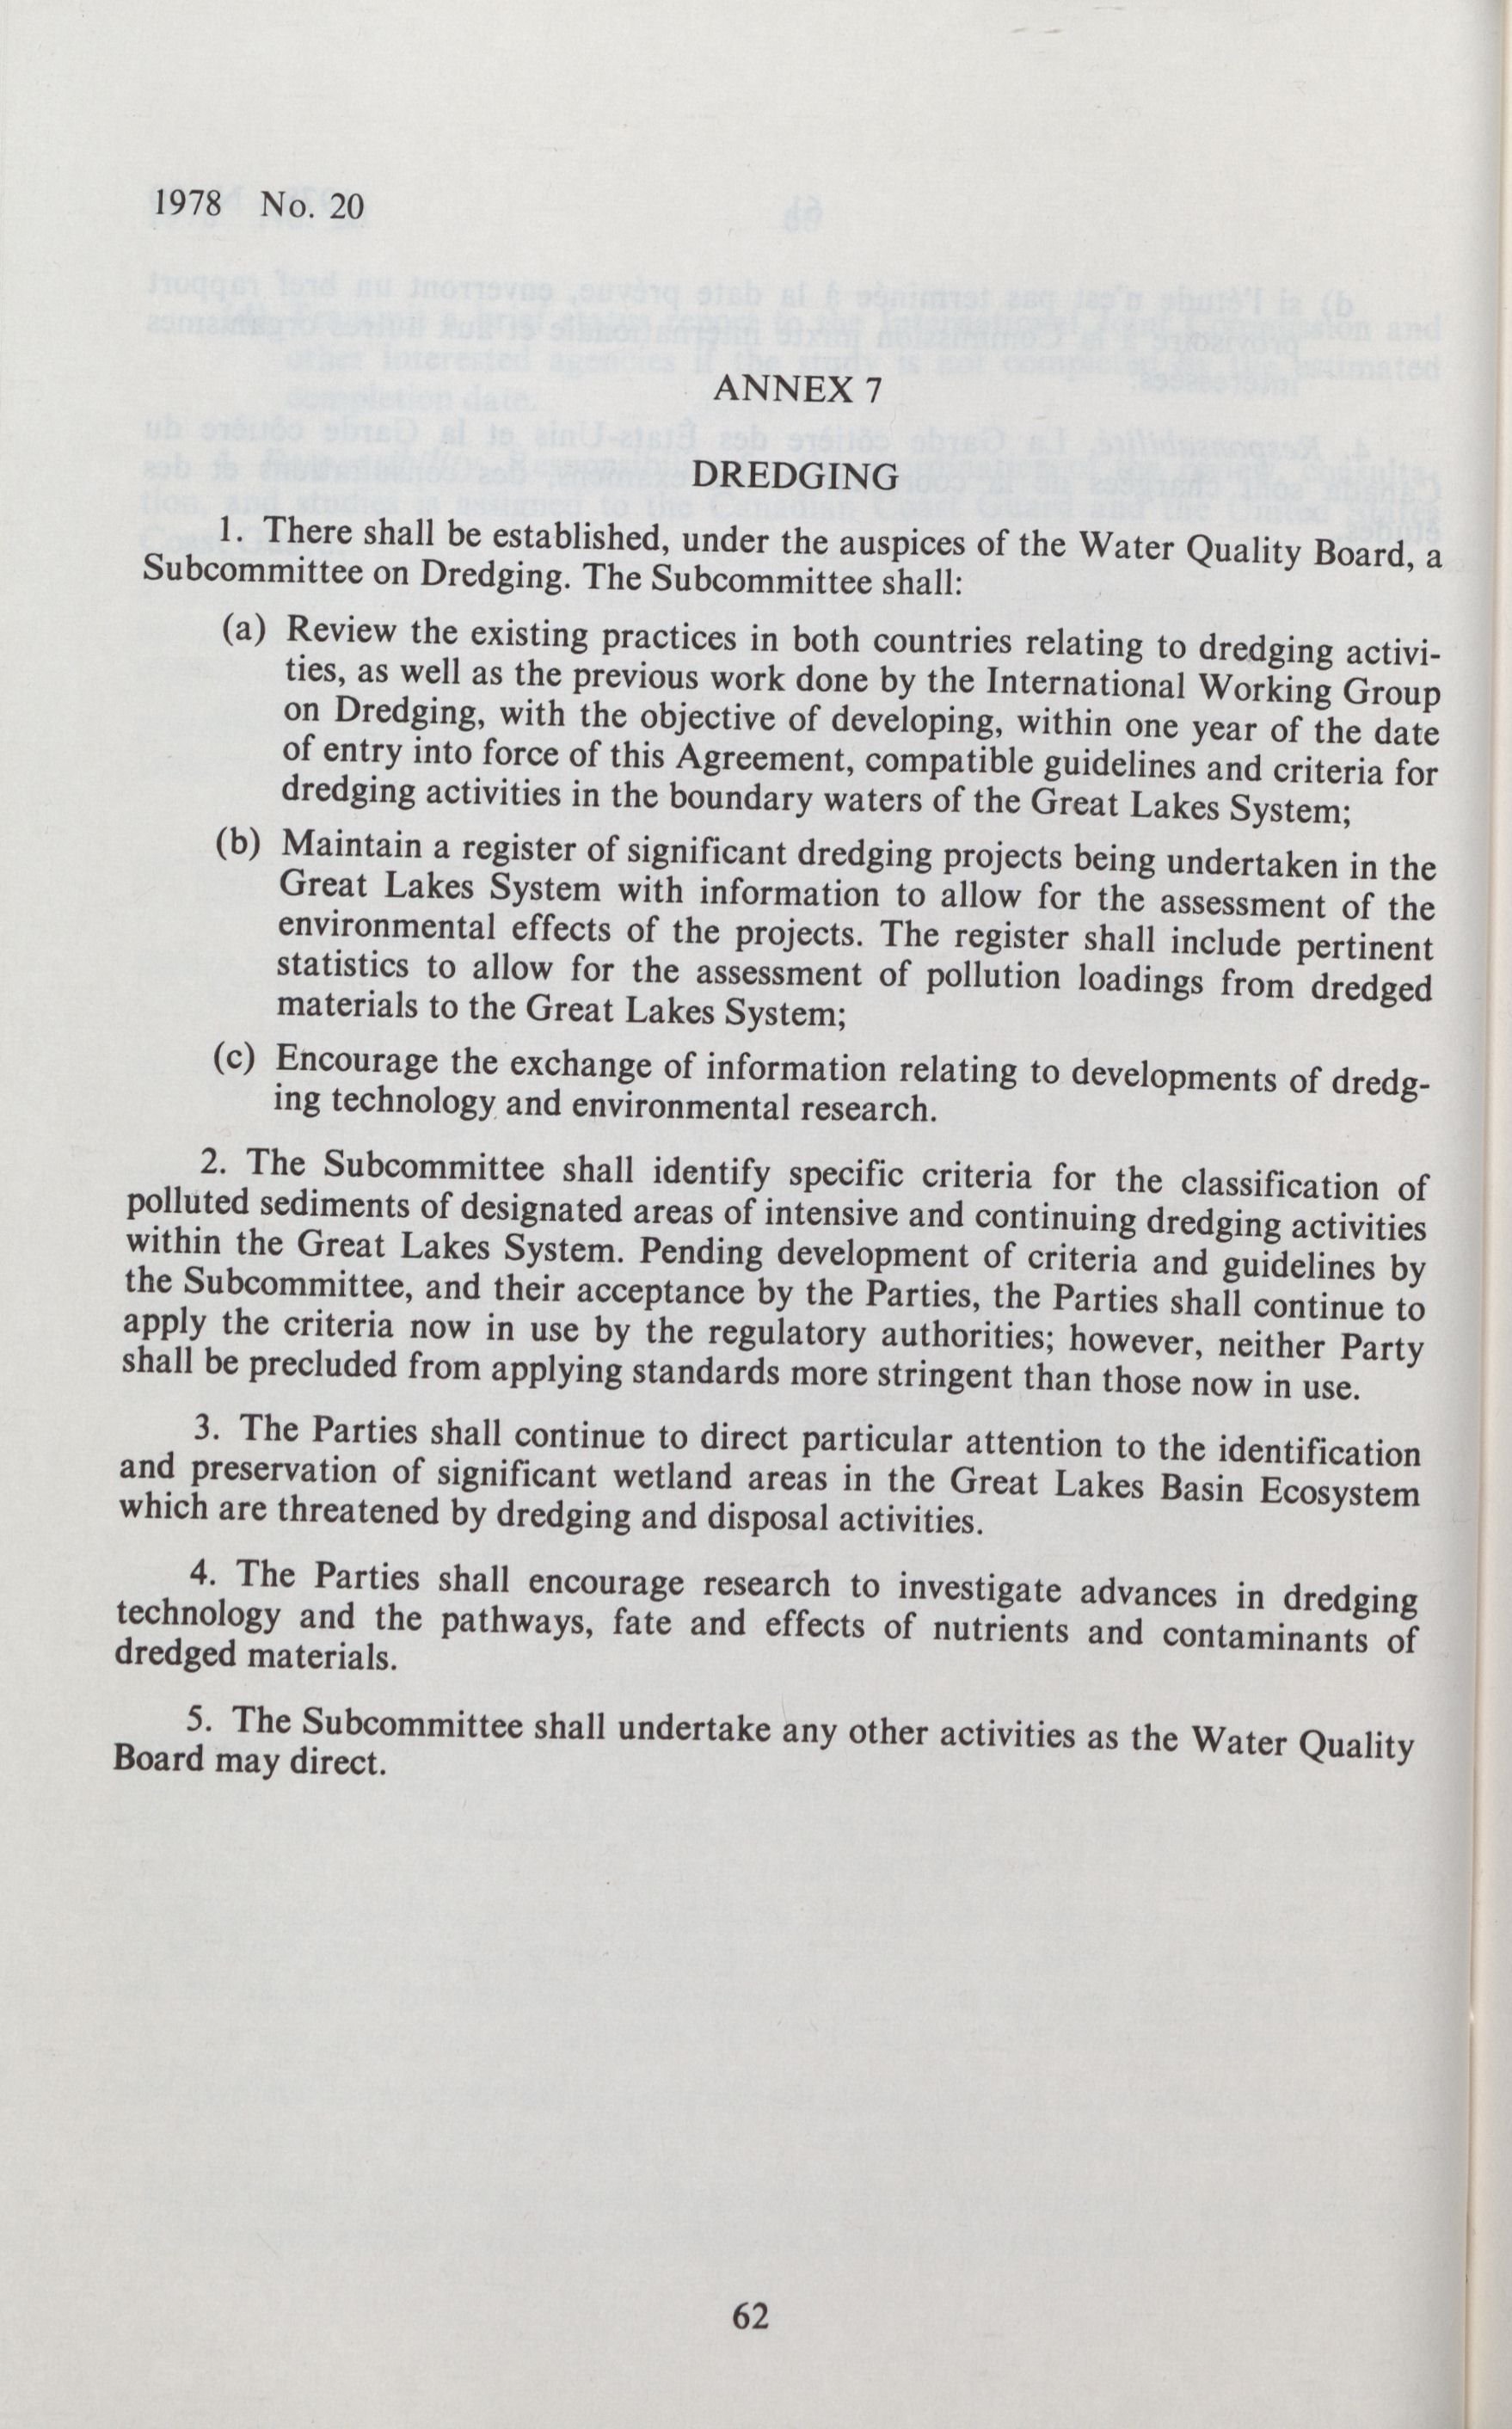 1978 No. 20
ANNEX 7
DREDGING
1. There shall be established, under the auspices of the Water Quality Board, a
Subcommittee on Dredging. The Subcommittee shall:
(a) Review the existing practices in both countries relating to dredging activi-
ties, as well as the previous work done by the International Working Group
on Dredging, with the objective of developing, within one year of the date
of entry into force of this Agreement, compatible guidelines and criteria for
dredging activities in the boundary waters of the Great Lakes System;
(b) Maintain a register of significant dredging projects being undertaken in the
Great Lakes System with information to allow for the assessment of the
environmental effects of the projects. The register shall include pertinent
statistics to allow for the assessment of pollution loadings from dredged
materials to the Great Lakes System;
(c) Encourage the exchange of information relating to developments of dredg-
ing technology and environmental research.
2. The Subcommittee shall identify specific criteria for the classification of
polluted sediments of designated areas of intensive and continuing dredging activities
within the Great Lakes System. Pending development of criteria and guidelines by
the Subcommittee, and their acceptance by the Parties, the Parties shall continue to
apply the criteria now in use by the regulatory authorities; however, neither Party
shall be precluded from applying standards more stringent than those now in use.
3. The Parties shall continue to direct particular attention to the identification
and preservation of significant wetland areas in the Great Lakes Basin Ecosystem
which are threatened by dredging and disposal activities.
4. The Parties shall encourage research to investigate advances in dredging
technology and the pathways, fate and effects of nutrients and contaminants of
dredged materials.
5. The Subcommittee shall undertake any other activities as the Water Quality
Board may direct.
62